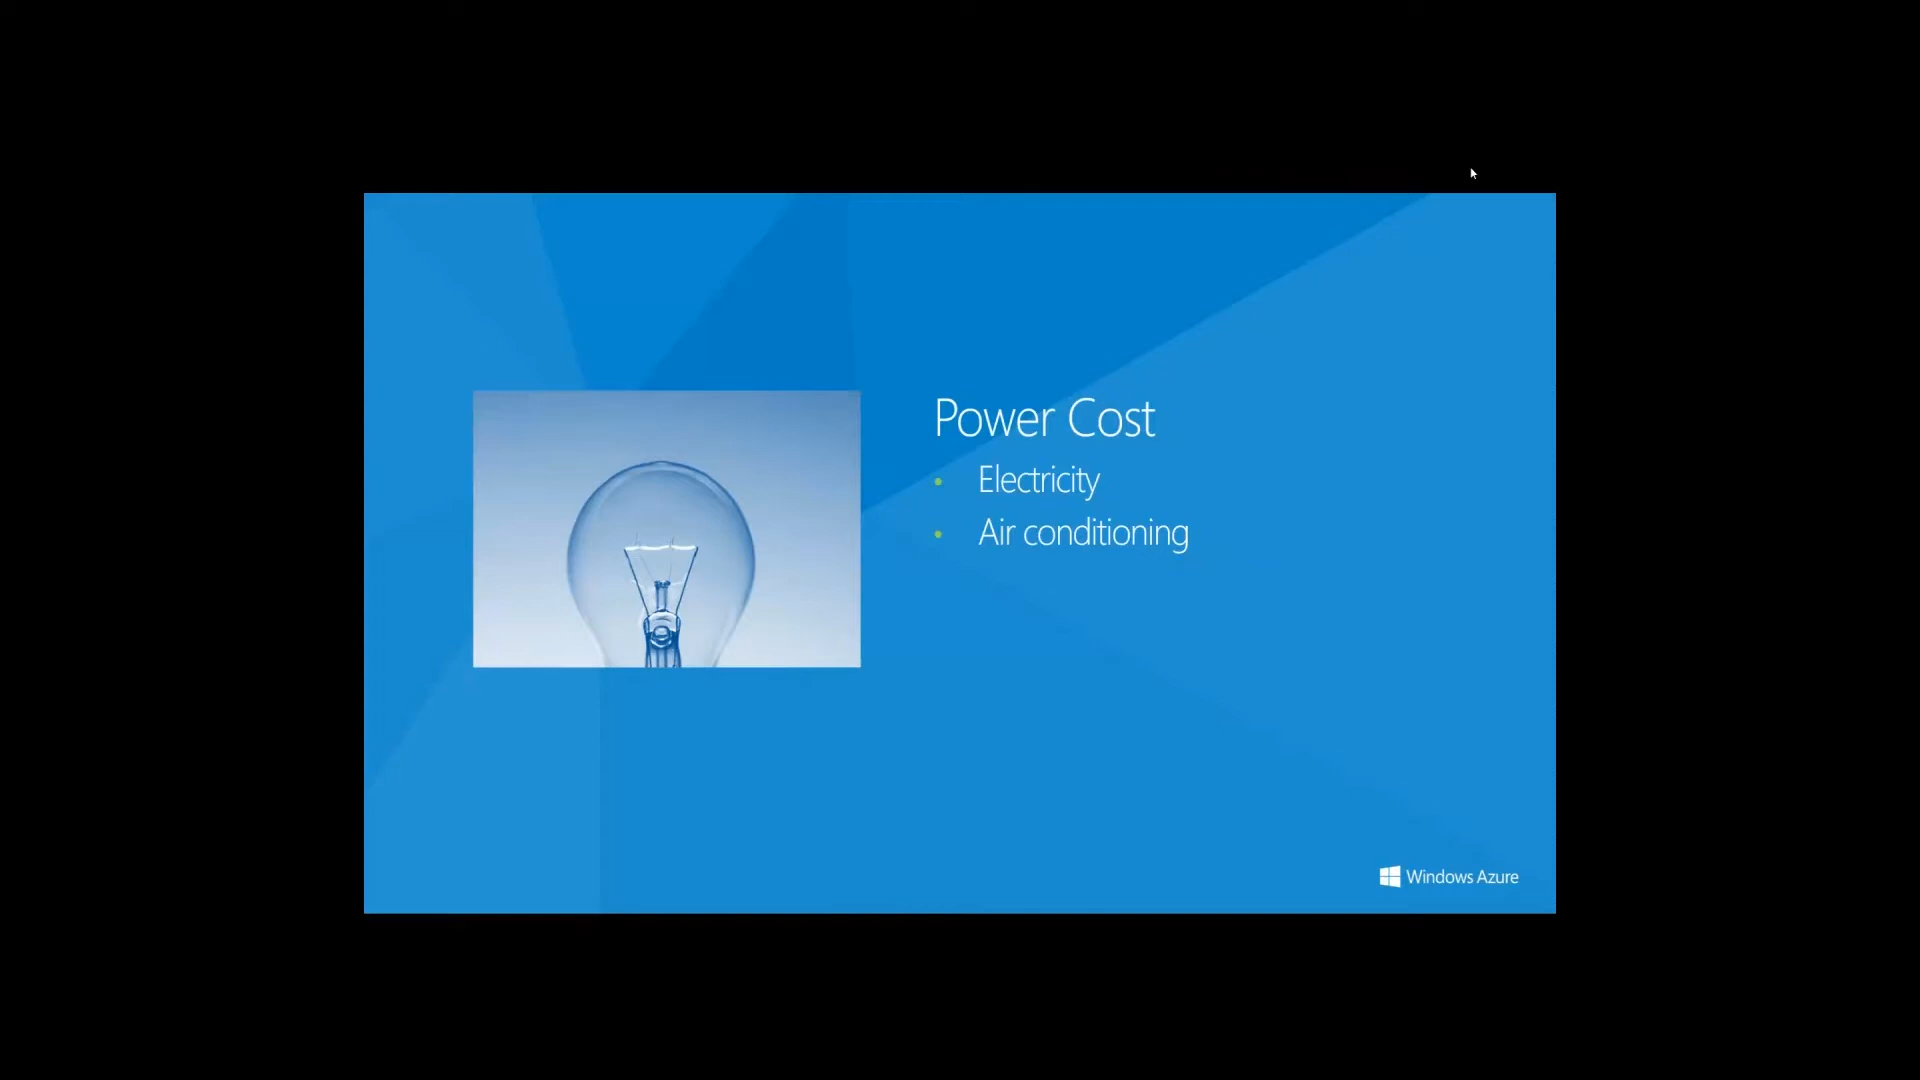 Power Cost
• Electricity
• Air conditioning
Windows Azure